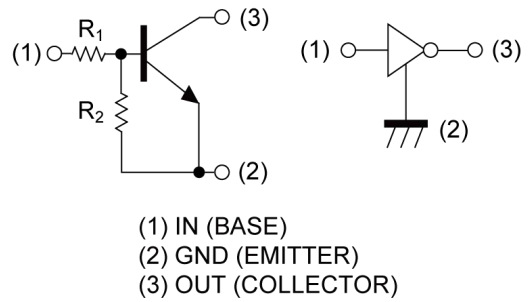 (3)
R₁
(1)
R₂
(2)
(1)
(3)
(2)
(1) IN (BASE)
(2) GND (EMITTER)
(3) OUT (COLLECTOR)